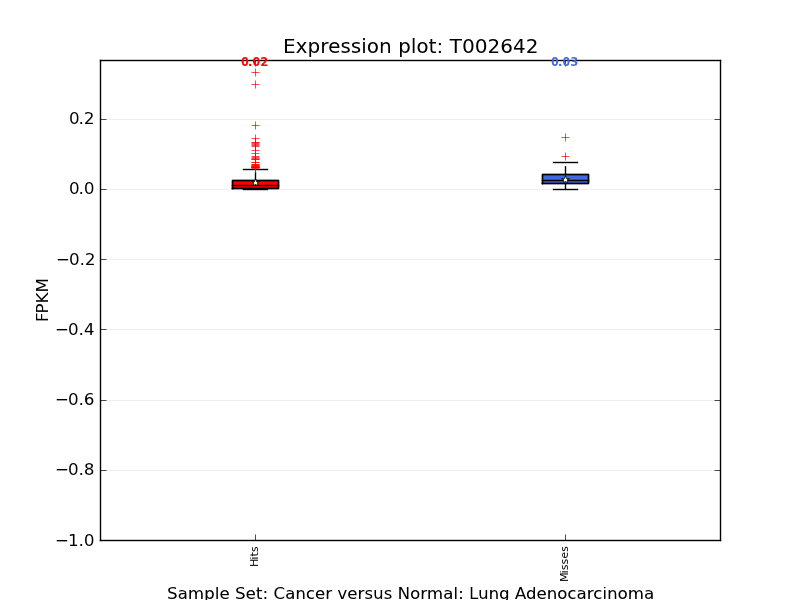 Expression plot: T002642
0.02
0.03
0.2
0.0
−0.2
−0.4
−0.6
−0.8
−1.0
FPKM
Hits
Misses
Sample Set: Cancer versus Normal: Lung Adenocarcinoma